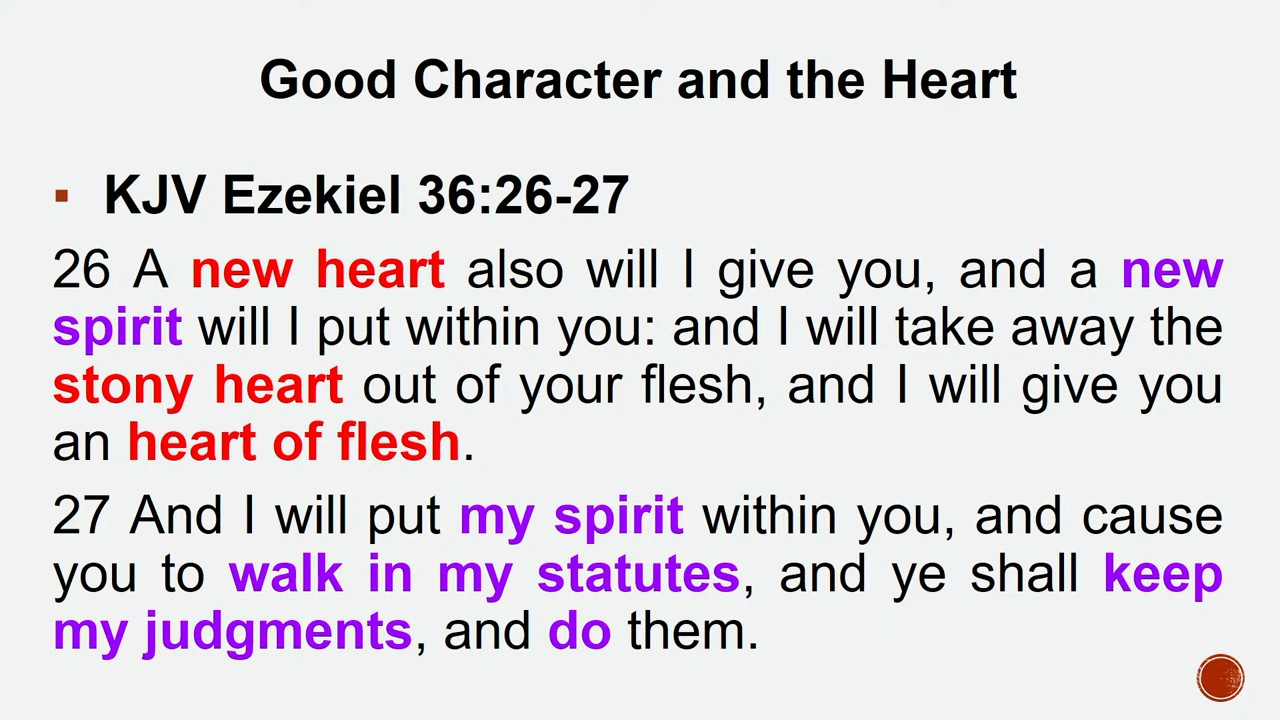 Good Character and the Heart
▪ KJV Ezekiel 36:26-27
26 A new heart also will I give you, and a new
spirit will I put within you: and I will take away the
stony heart out of your flesh, and I will give you
an heart of flesh.
27 And I will put my spirit within you, and cause
you to walk in my statutes, and ye shall keep
my judgments, and do them.